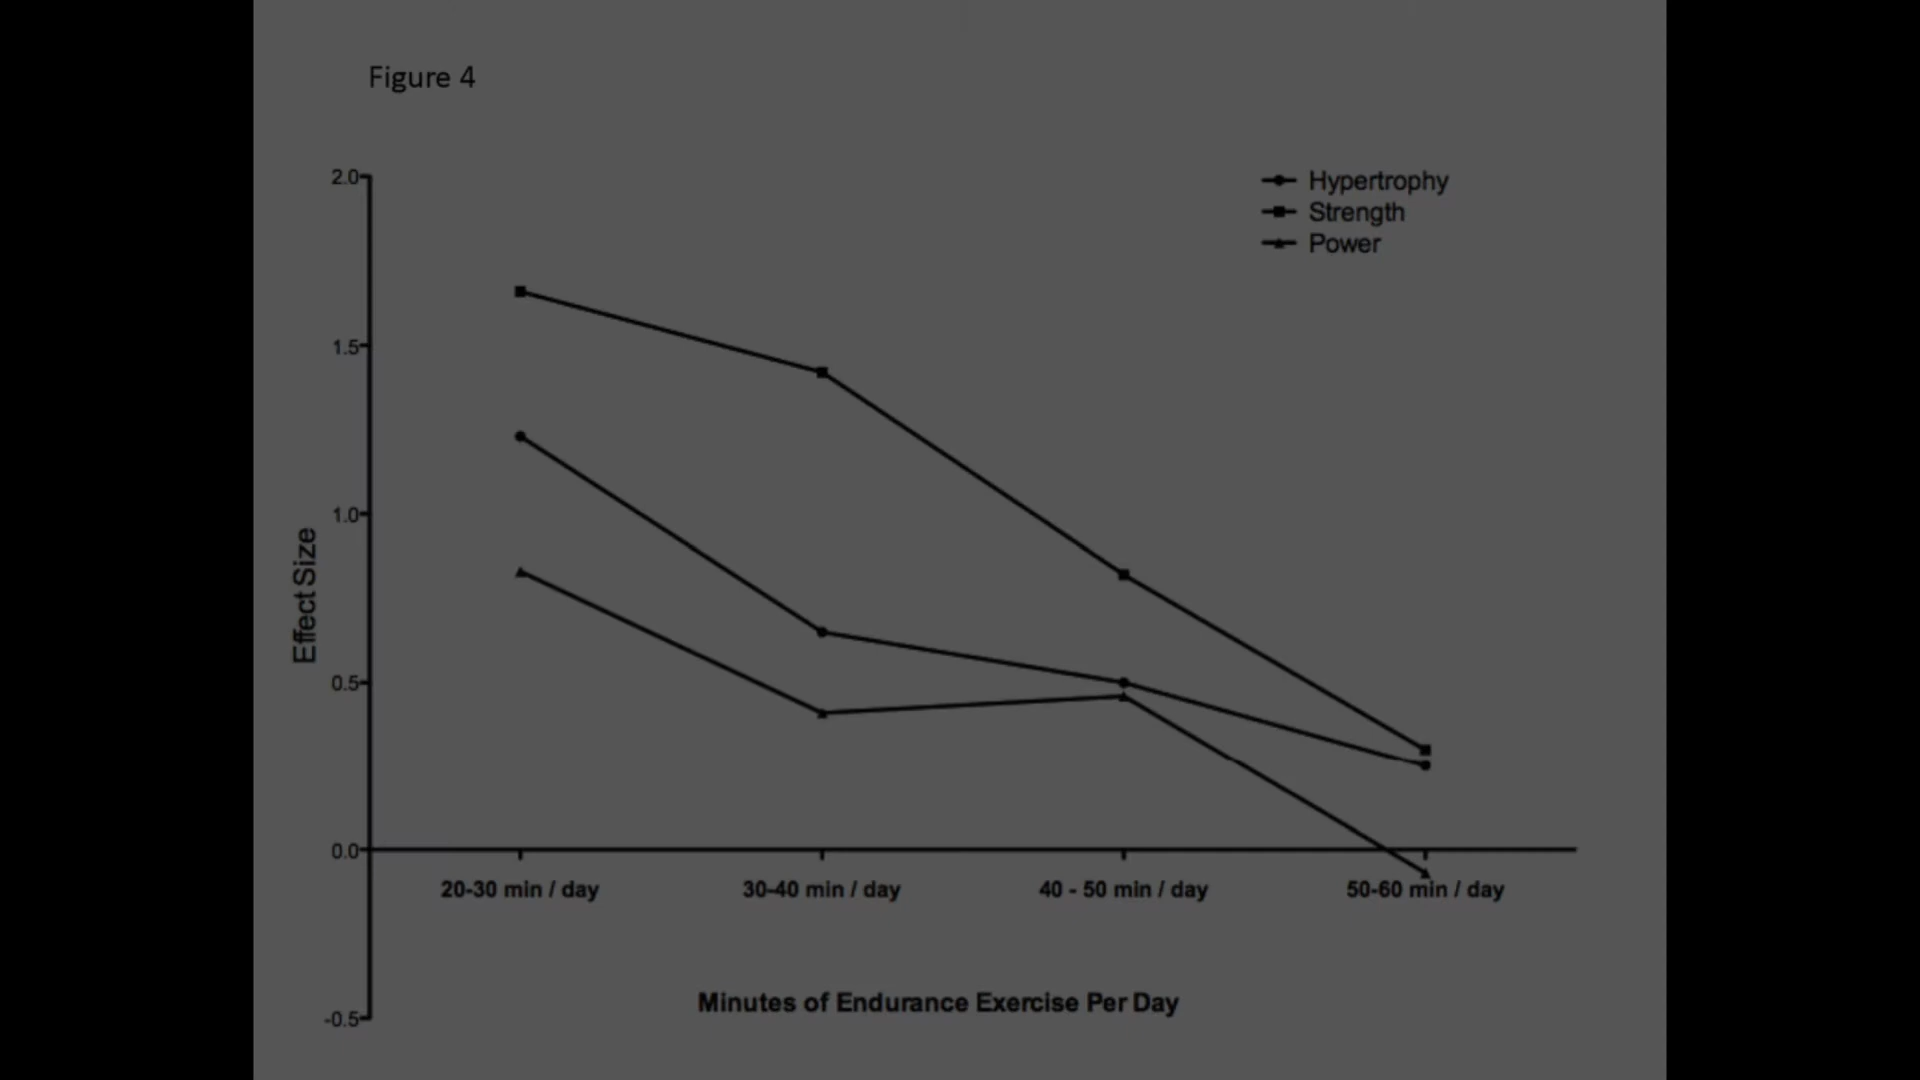 Figure 4
2.0
Hypertrophy
Strength
Power
1.5
1.0
Effect Size
0.5
0.0
20-30 min / day
30-40 min / day
40 - 50 min / day
50-60 min / day
Minutes of Endurance Exercise Per Day
-0.5